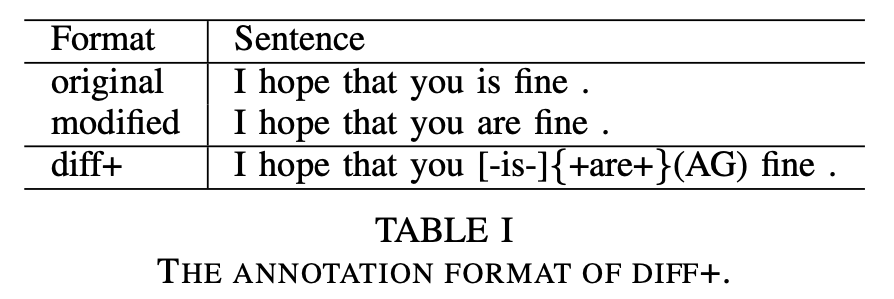 Format Sentence
original I hope that you is fine .
modified I hope that you are fine .
diff+ I hope that you [-is-]{+are+}(AG) fine .
TABLE I
THE ANNOTATION FORMAT OF DIFF+.